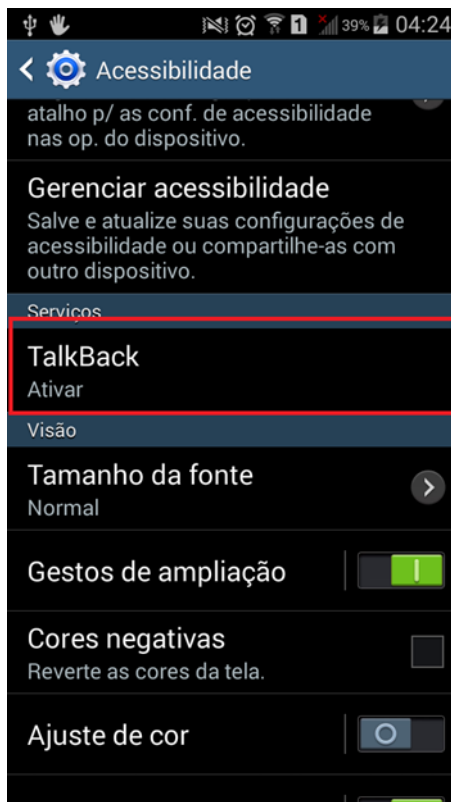 1 39% 04:24
Acessibilidade
atalho p/ as conf. de acessibilidade
nas op. do dispositivo.
Gerenciar acessibilidade
Salve e atualize suas configurações de
acessibilidade ou compartilhe-as com
outro dispositivo.
Serviços
TalkBack
Ativar
Visão
Tamanho da fonte
Normal
Gestos de ampliação
Cores negativas
Reverte as cores da tela.
Ajuste de cor